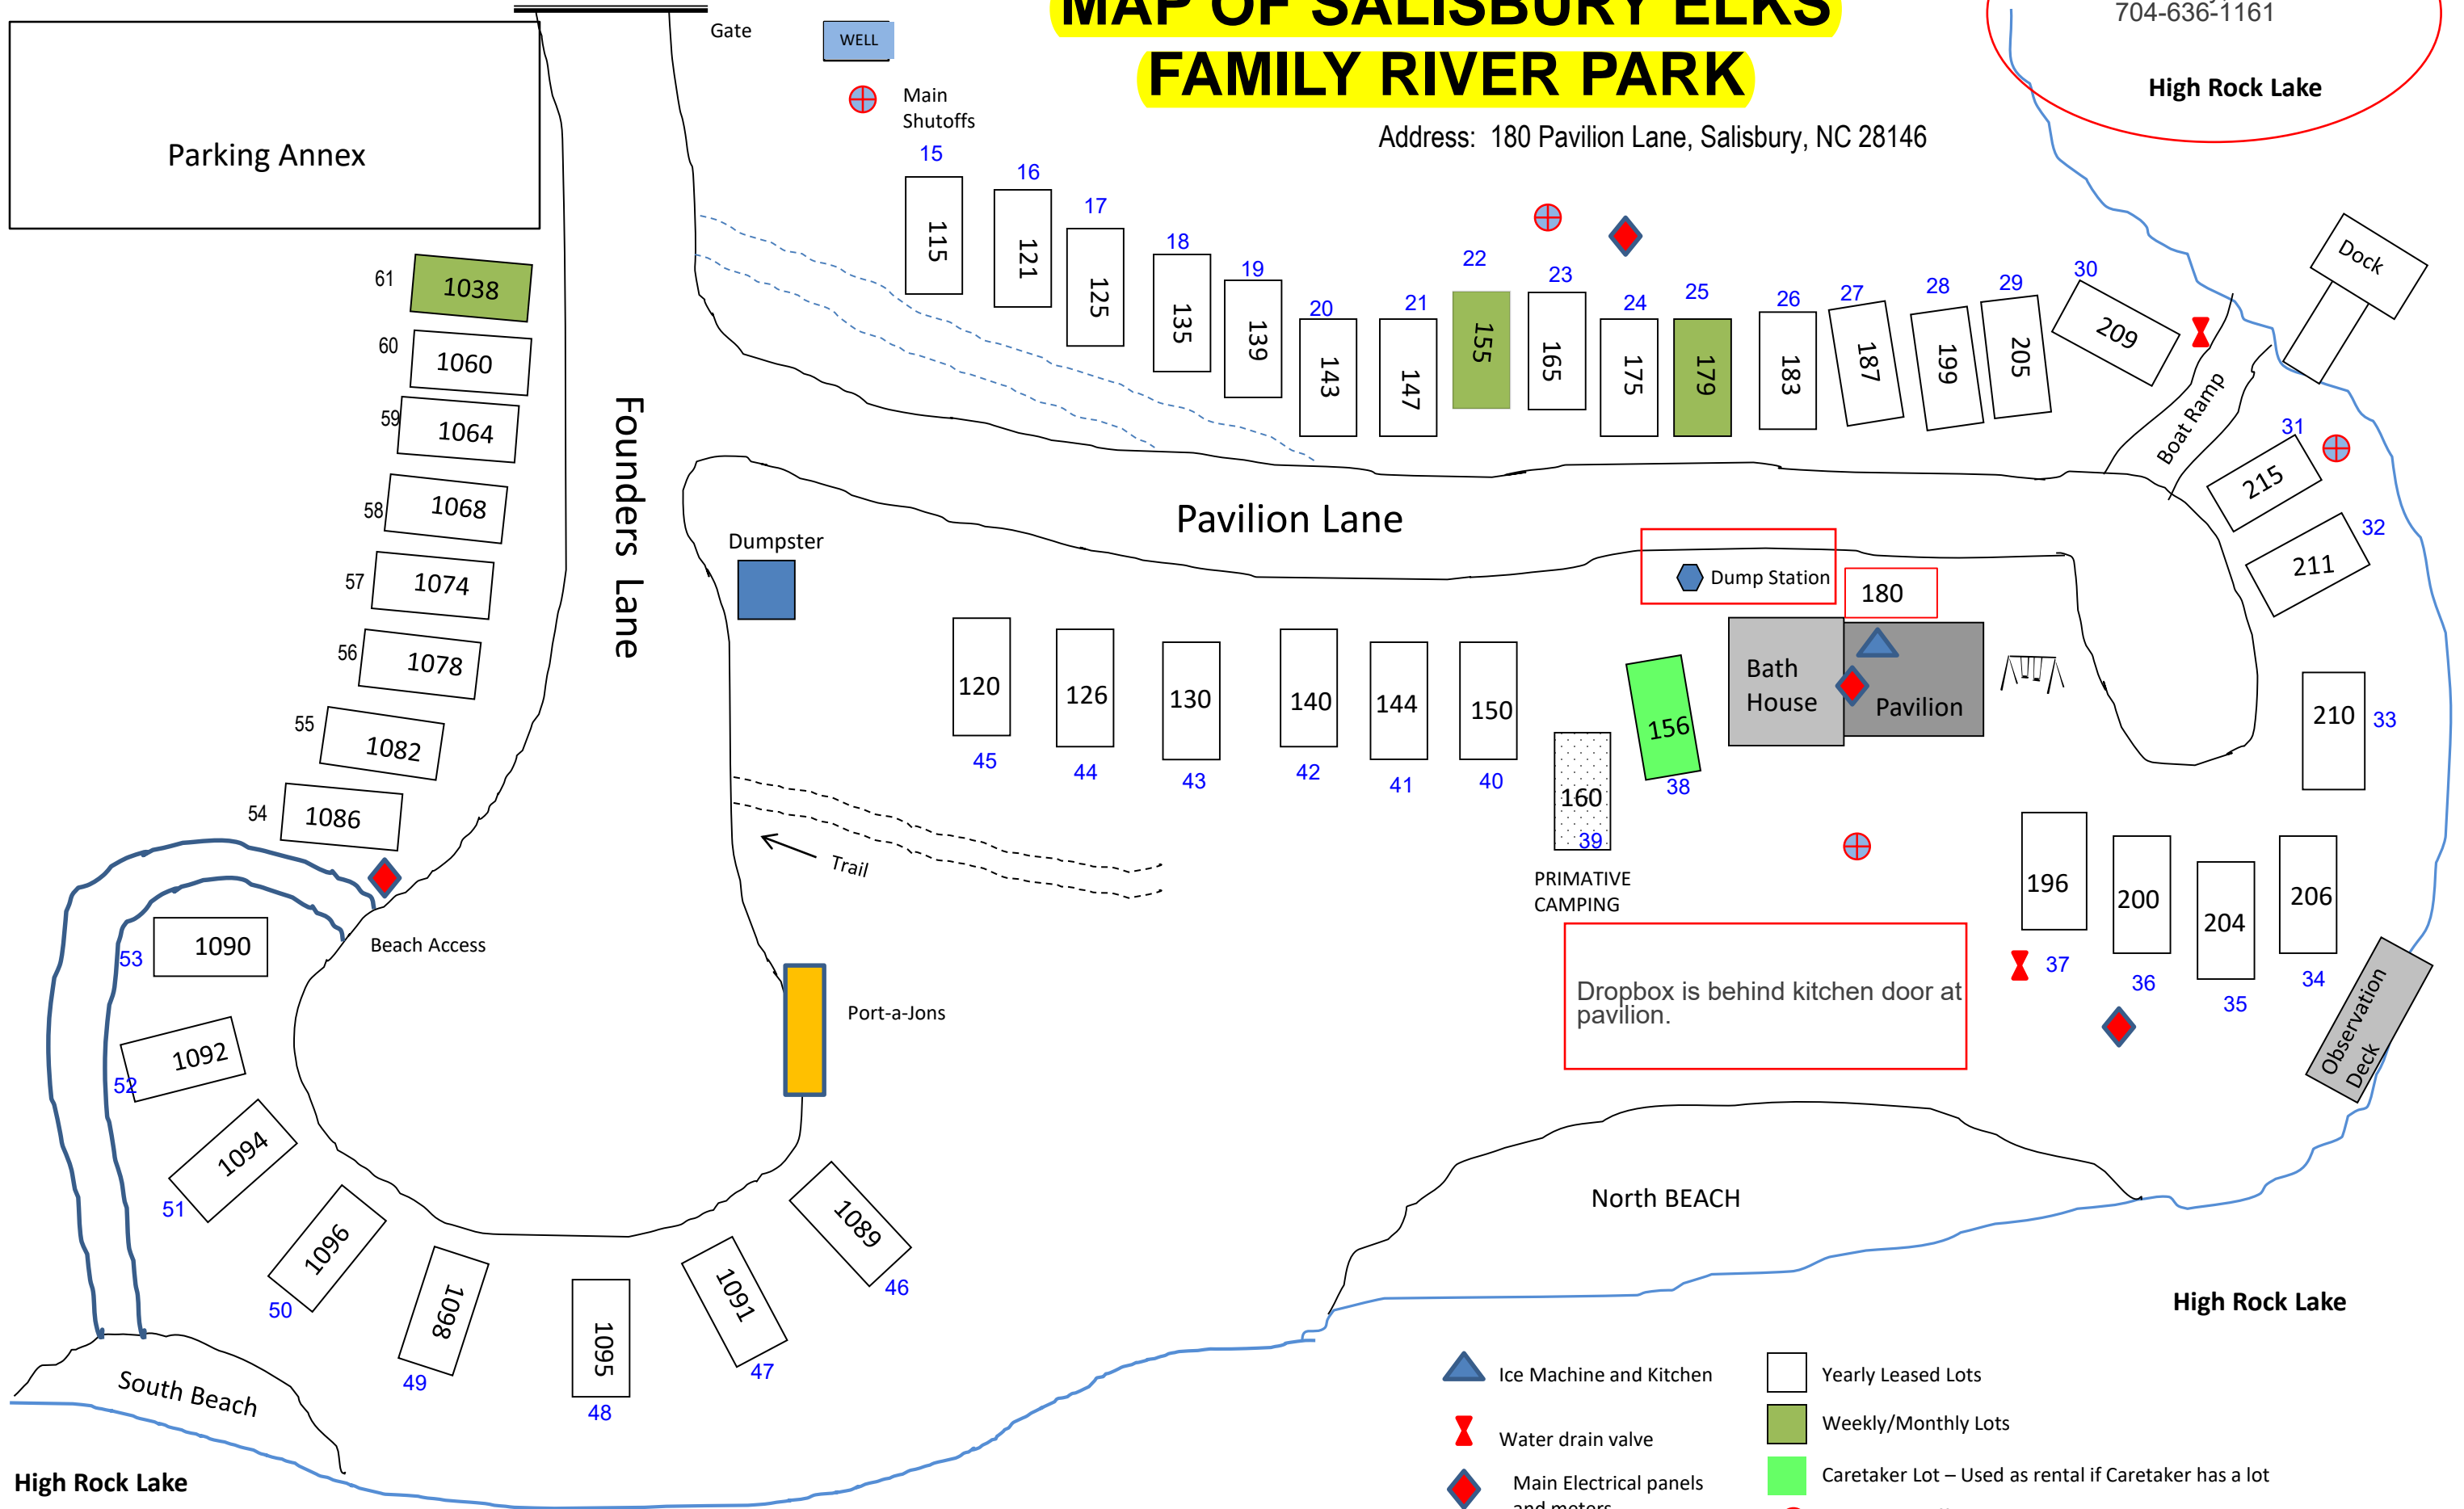 MAP OF SALISBURY ELKS
FAMILY RIVER PARK
Address: 180 Pavilion Lane, Salisbury, NC 28146
704-636-1161
High Rock Lake
Gate
WELL
Main
Shutoffs
Parking Annex
15
115
16
121
17
125
18
135
19
139
20
143
21
147
22
155
23
165
24
175
25
179
26
183
27
187
28
199
29
205
30
209
Dock
Boat Ramp
31
215
32
211
61
1038
60
1060
59
1064
58
1068
57
1074
56
1078
55
1082
54
1086
Founders Lane
Pavilion Lane
Dumpster
Dump Station
180
Bath
House
Pavilion
120
45
126
44
130
43
140
42
144
41
150
40
160
39
PRIMATIVE
CAMPING
156
38
210
33
196
37
200
36
204
35
206
34
Observation
Deck
Trail
Beach Access
Port-a-Jons
Dropbox is behind kitchen door at
pavilion.
1090
53
1092
52
1094
51
1096
50
1098
49
1095
48
1091
47
1089
46
North BEACH
South Beach
High Rock Lake
High Rock Lake
Ice Machine and Kitchen
Water drain valve
Main Electrical panels
and meters
Yearly Leased Lots
Weekly/Monthly Lots
Caretaker Lot – Used as rental if Caretaker has a lot